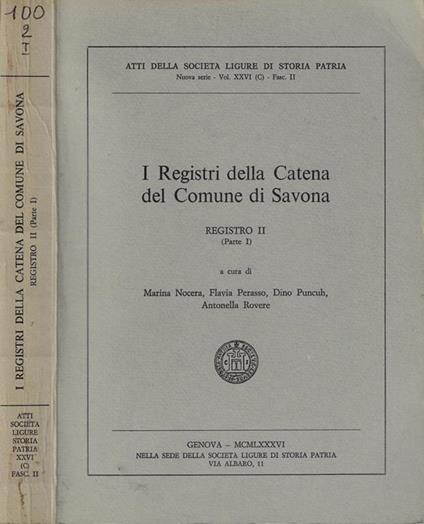 100
2
I
I REGISTRI DELLA CATENA DEL COMUNE DI SAVONA
REGISTRO II (Parte I)
ATTI
SOCIETÀ
LIGURE
STORIA
PATRIA
XXVI
(C)
FASC. II
ATTI DELLA SOCIETÀ LIGURE DI STORIA PATRIA
Nuova serie - Vol. XXVI (C) - Fasc. II
I Registri della Catena
del Comune di Savona
REGISTRO II
(Parte I)
a cura di
Marina Nocera, Flavia Perasso, Dino Puncuh,
Antonella Rovere
GENOVA – MCMLXXXVI
NELLA SEDE DELLA SOCIETÀ LIGURE DI STORIA PATRIA
VIA ALBARO, 11